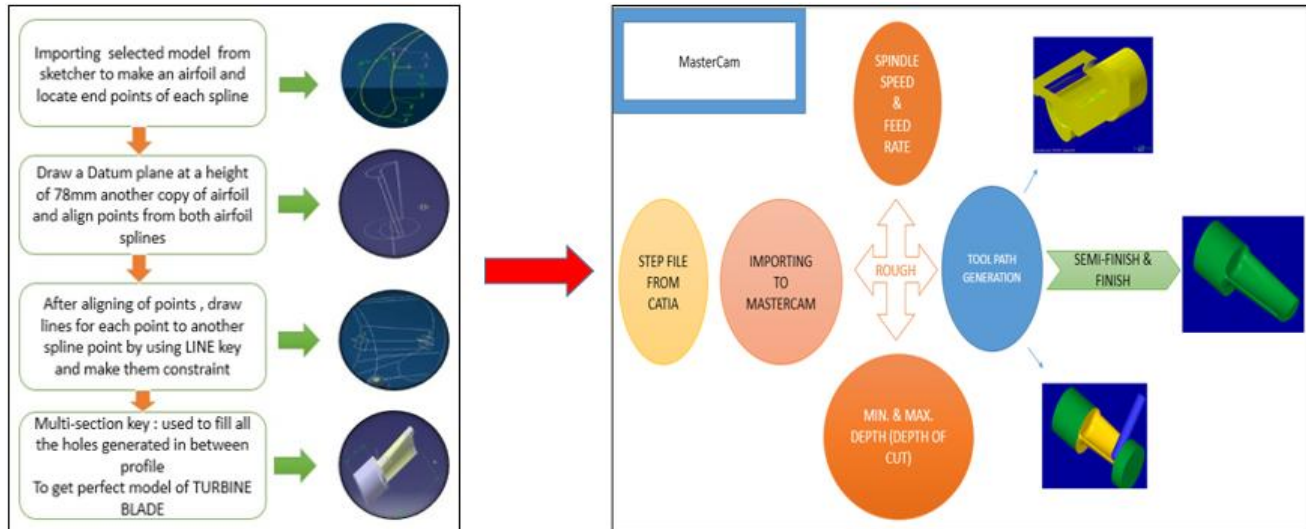 Importing selected model from
sketcher to make an airfoil and
locate end points of each spline
Draw a Datum plane at a height
of 78mm another copy of airfoil
and align points from both airfoil
splines
After aligning of points , draw
lines for each point to another
spline point by using LINE key
and make them constraint
Multi-section key : used to fill all
the holes generated in between
profile
To get perfect model of TURBINE
BLADE
MasterCam
SPINDLE
SPEED
&
FEED
RATE
STEP FILE
FROM
CATIA
IMPORTING
TO
MASTERCAM
ROUGH
TOOL PATH
GENERATION
SEMI-FINISH &
FINISH
MIN. & MAX.
DEPTH (DEPTH OF
CUT)